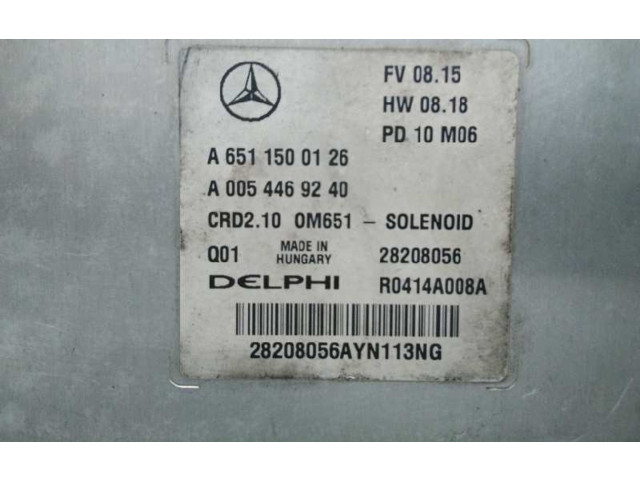 FV 08.15
HW 08.18
PD 10 M06
A 651 150 01 26
A 005 446 92 40
CRD2.10 OM651 - SOLENOID
Q01 MADE IN HUNGARY 28208056
DELPHI R0414A008A
28208056AYN113NG